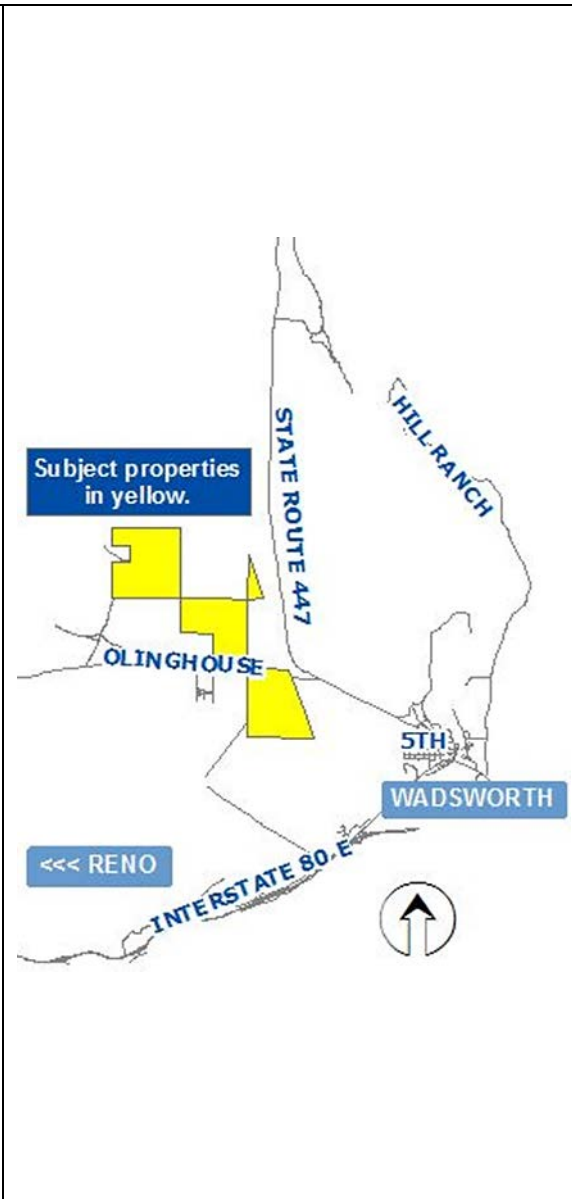 HILL RANCH
STATE ROUTE 447
Subject properties
in yellow.
OLINGHOUSE
5TH
WADSWORTH
<<< RENO
INTERSTATE 80 E